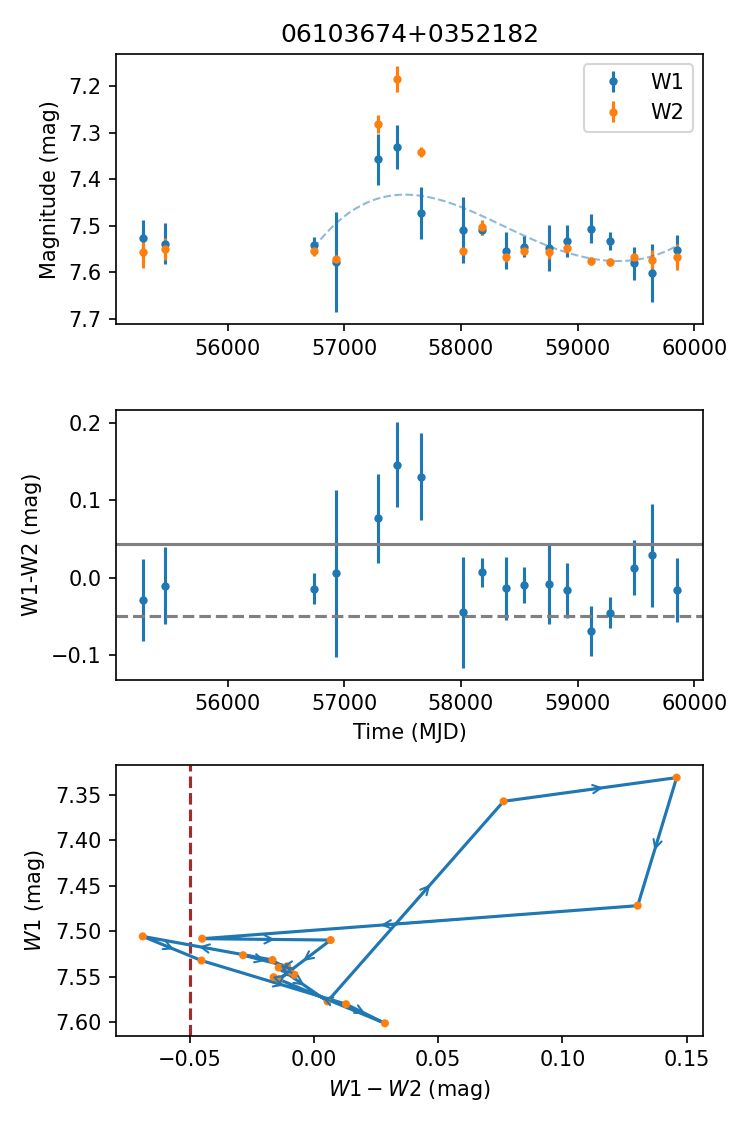 06103674+0352182
7.2
7.3
7.4
7.5
7.6
7.7
Magnitude (mag)
W1
W2
56000 57000 58000 59000 60000
0.2
0.1
0.0
−0.1
W1-W2 (mag)
56000 57000 58000 59000 60000
Time (MJD)
7.35
7.40
7.45
7.50
7.55
7.60
W1 (mag)
−0.05 0.00 0.05 0.10 0.15
W1 − W2 (mag)